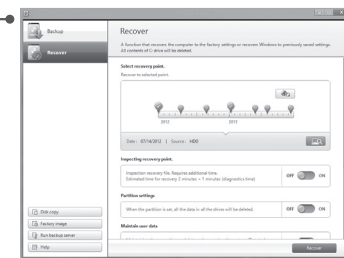 Backup
Recover
Recover
A function that recovers the computer to the factory settings or recovers Windows to previously saved settings.
All contents of C: drive will be deleted.
Select recovery point.
Recover to selected point.
2012
2013
Date : 07/14/2012 | Source : HDD
Inspecting recovery point.
Inspection recovery file. Requires additional time.
Estimated time for recovery 2 minutes + 1 minutes (diagnostics time)
OFF
ON
Partition settings
When the partition is set, all the data in all the drives will be deleted.
OFF
ON
Maintain user data
Disk copy
Factory image
Run backup server
Help
Recover